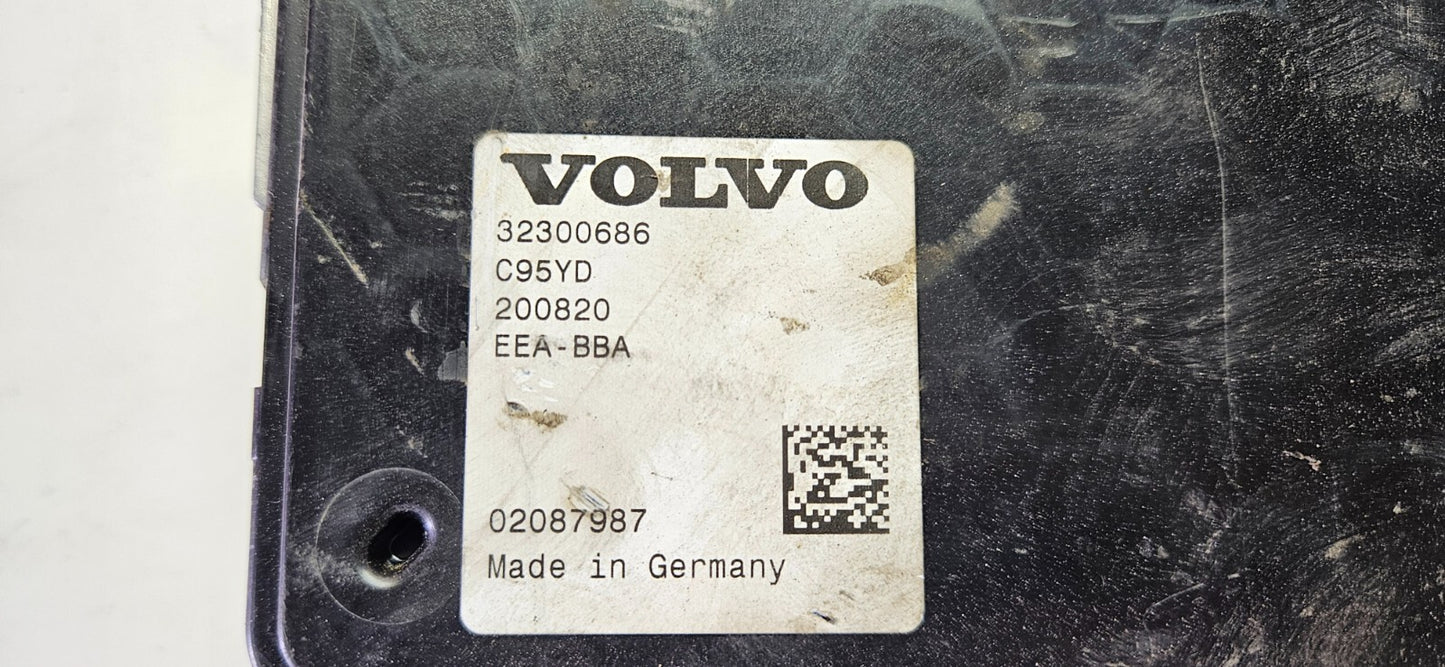 VOLVO
32300686
C95YD
200820
EEA-BBA
02087987
Made in Germany